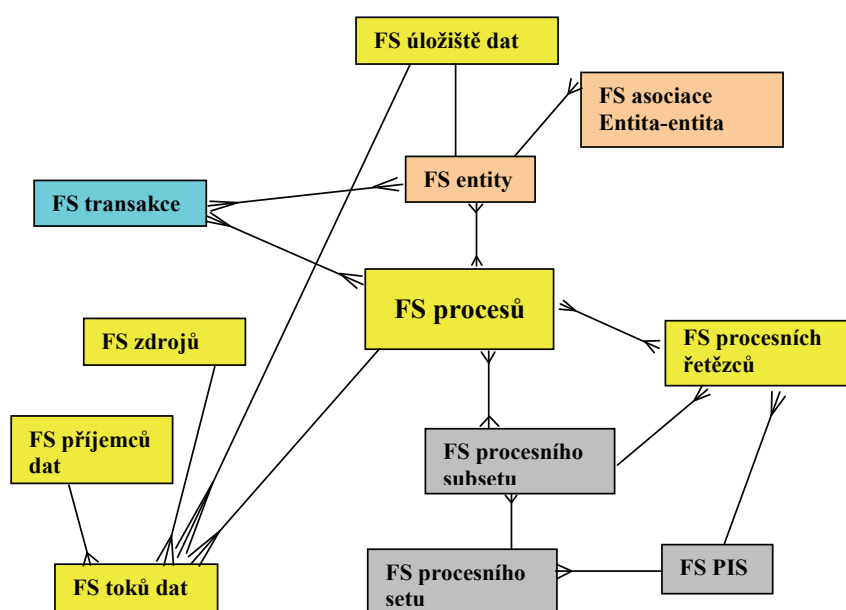 FS úložiště dat
FS asociace
Entita-entita
FS entity
FS transakce
FS procesů
FS zdrojů
FS procesních
řetězců
FS příjemců
dat
FS procesního
subsetu
FS PIS
FS procesního
setu
FS toků dat